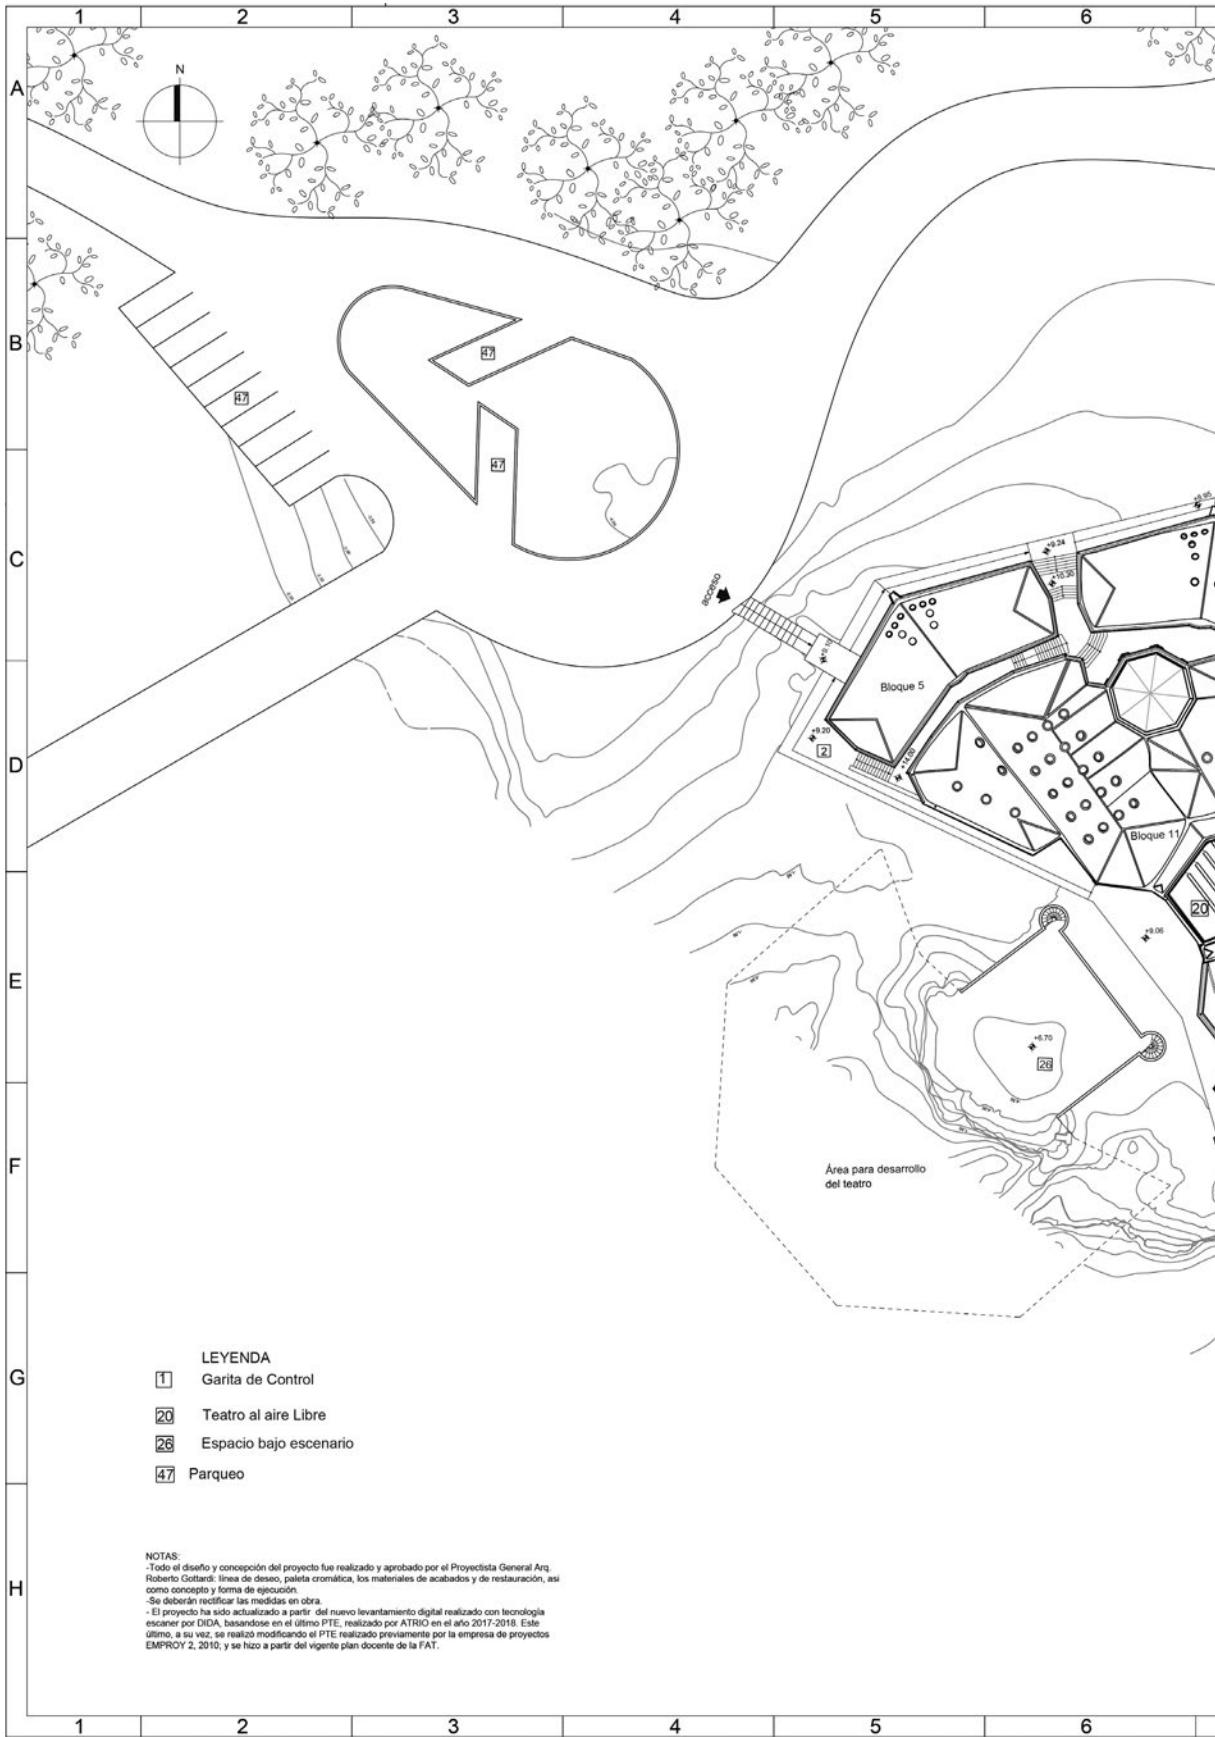 1 2 3 4 5 6
A
N
B
47
47
47
C
+8.95
+9.24
+10.20
acceso
Bloque 5
D
+9.20
2
+14.00
Bloque 11
20
E
+9.06
+6.70
26
F
Área para desarrollo
del teatro
G
LEYENDA
1 Garita de Control
20 Teatro al aire Libre
26 Espacio bajo escenario
47 Parqueo
H
NOTAS:
-Todo el diseño y concepción del proyecto fue realizado y aprobado por el Proyectista General Arq.
Roberto Gottardi: línea de deseo, paleta cromática, los materiales de acabados y de restauración, asi
como concepto y forma de ejecución.
-Se deberán rectificar las medidas en obra.
- El proyecto ha sido actualizado a partir del nuevo levantamiento digital realizado con tecnología
escaner por DIDA, basandose en el último PTE, realizado por ATRIO en el año 2017-2018. Este
último, a su vez, se realizó modificando el PTE realizado previamente por la empresa de proyectos
EMPROY 2, 2010; y se hizo a partir del vigente plan docente de la FAT.
1 2 3 4 5 6